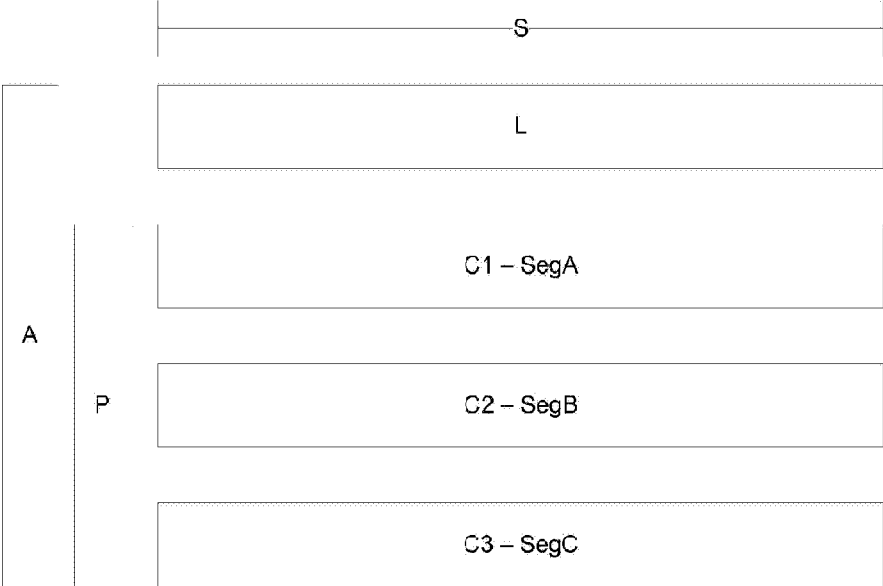 S
L
C1 – SegA
A
C2 – SegB
P
C3 – SegC